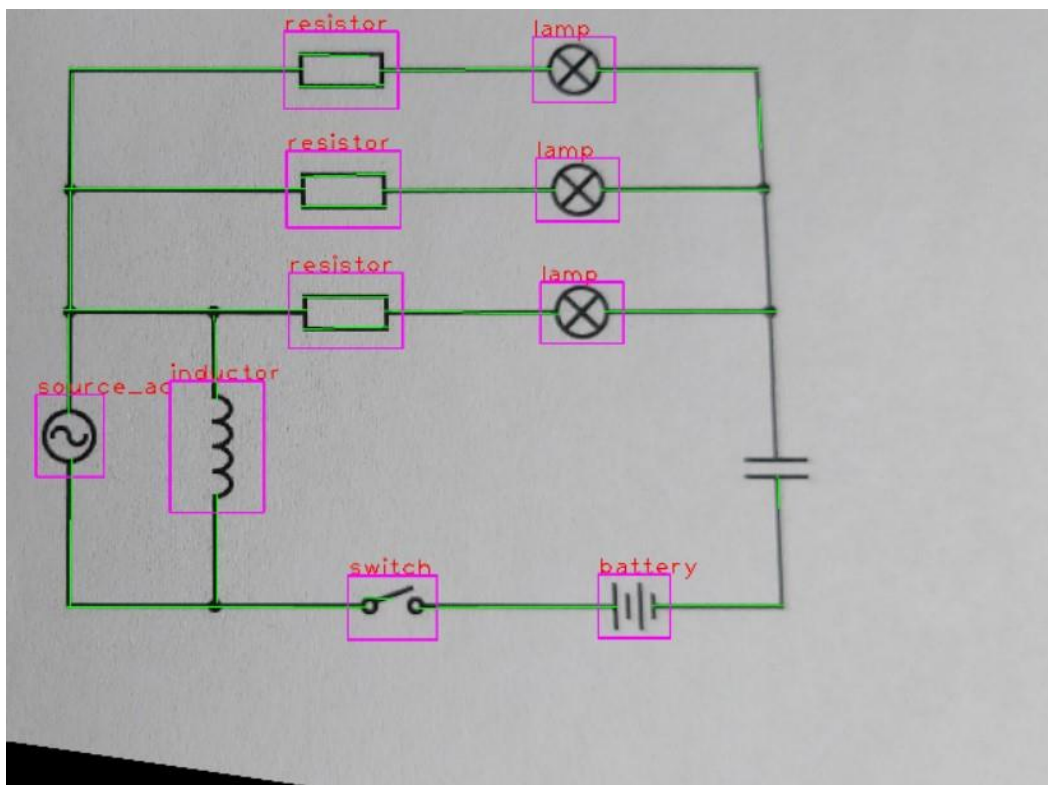 resistor
lamp
resistor
lamp
resistor
lamp
inductor
source_ac
switch
battery